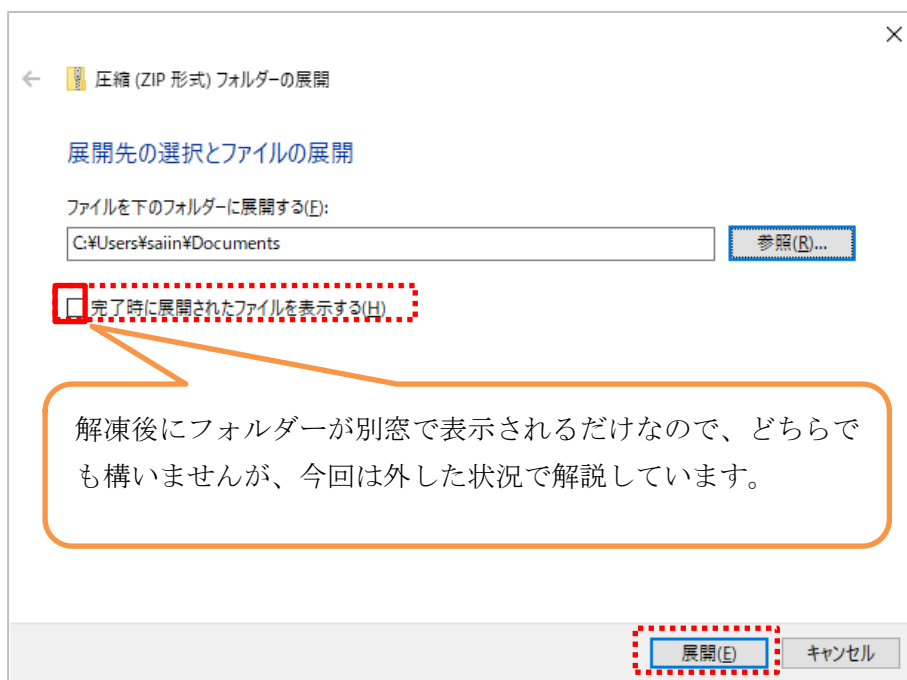 ×
← 圧縮 (ZIP 形式) フォルダーの展開
展開先の選択とファイルの展開
ファイルを下のフォルダーに展開する(F):
C:¥Users¥saiin¥Documents
参照(R)...
完了時に展開されたファイルを表示する(H)
解凍後にフォルダーが別窓で表示されるだけなので、どちらで
も構いませんが、今回は外した状況で解説しています。
展開(E)
キャンセル